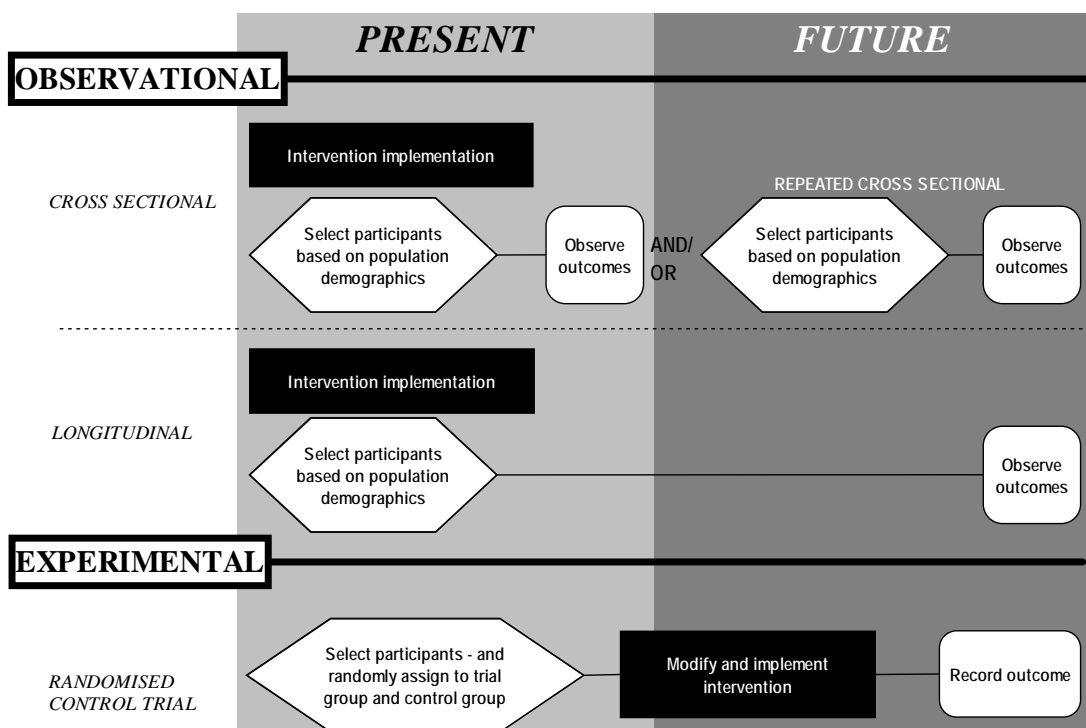 PRESENT
FUTURE
OBSERVATIONAL
CROSS SECTIONAL
Intervention implementation
Select participants
based on population
demographics
Observe
outcomes
AND/
OR
REPEATED CROSS SECTIONAL
Select participants
based on population
demographics
Observe
outcomes
LONGITUDINAL
Intervention implementation
Select participants
based on population
demographics
Observe
outcomes
EXPERIMENTAL
RANDOMISED
CONTROL TRIAL
Select participants - and
randomly assign to trial
group and control group
Modify and implement
intervention
Record outcome